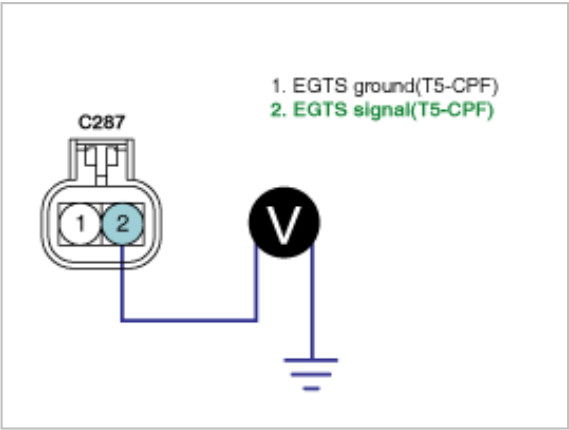 1. EGTS ground(T5-CPF)
2. EGTS signal(T5-CPF)
C287
1 2
V